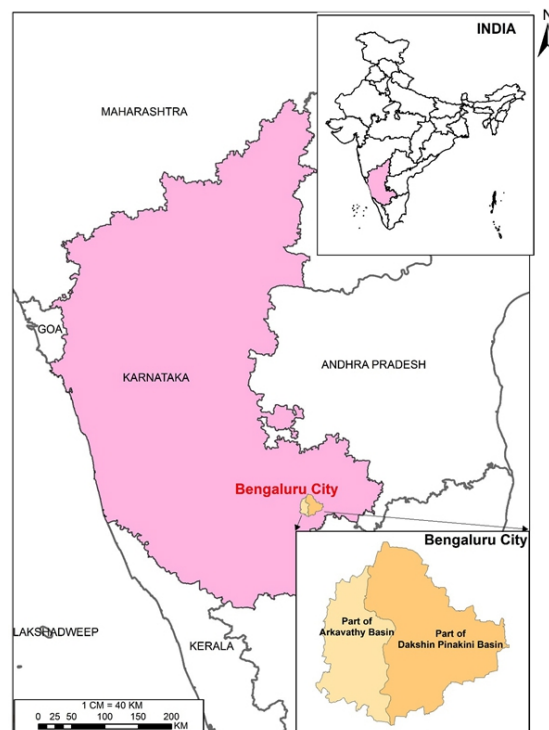 N
INDIA
MAHARASHTRA
GOA
KARNATAKA
ANDHRA PRADESH
Bengaluru City
Bengaluru City
Part of
Arkavathy Basin
Part of
Dakshin Pinakini Basin
LAKSHADWEEP
KERALA
1 CM = 40 KM
0 25 50 100 150 200
KM